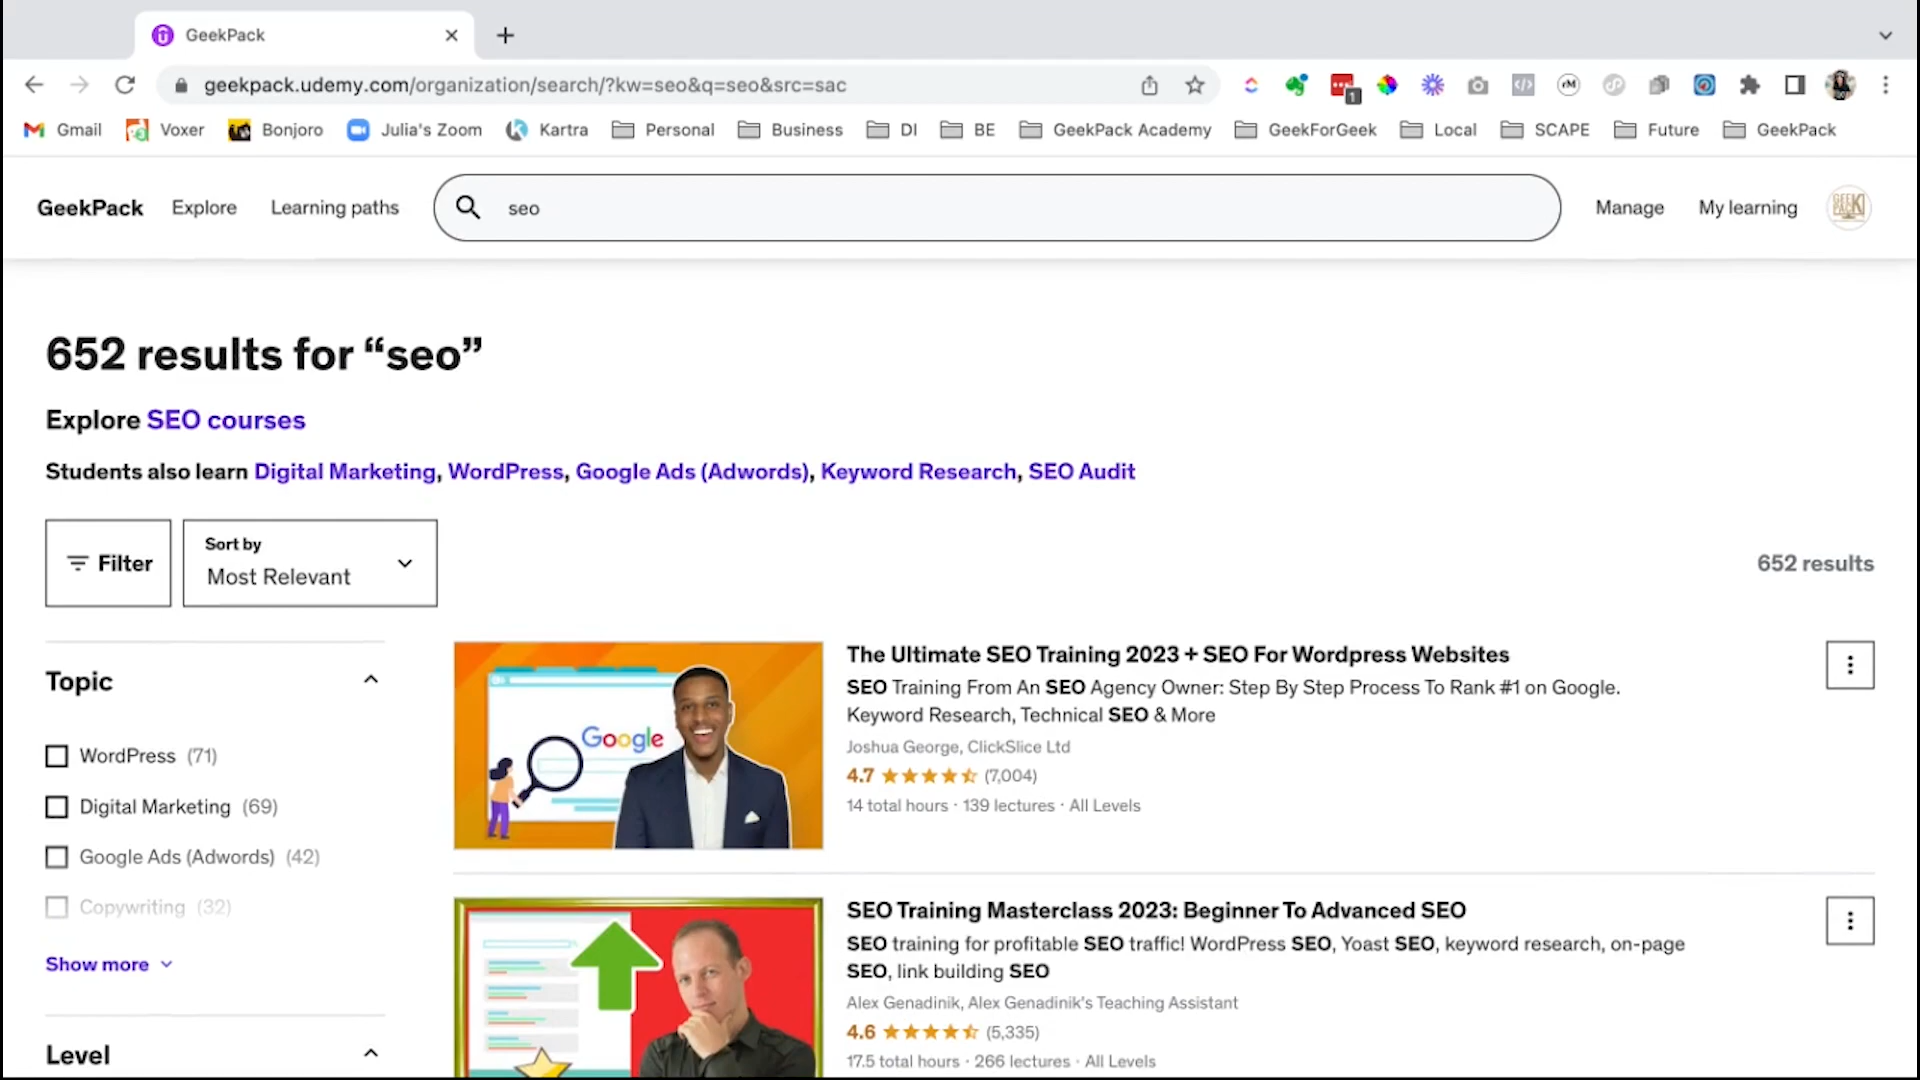 GeekPack
geekpack.udemy.com/organization/search/?kw=seo&q=seo&src=sac
1
Gmail Voxer Bonjoro Julia's Zoom Kartra Personal Business DI BE GeekPack Academy GeekForGeek Local SCAPE Future GeekPack
GeekPack Explore Learning paths seo Manage My learning
GEEK PACK
652 results for “seo”
Explore SEO courses
Students also learn Digital Marketing, WordPress, Google Ads (Adwords), Keyword Research, SEO Audit
Filter
Sort by
Most Relevant
652 results
Topic
WordPress (71)
Digital Marketing (69)
Google Ads (Adwords) (42)
Copywriting (32)
Show more
Level
Google
The Ultimate SEO Training 2023 + SEO For Wordpress Websites
SEO Training From An SEO Agency Owner: Step By Step Process To Rank #1 on Google.
Keyword Research, Technical SEO & More
Joshua George, ClickSlice Ltd
4.7 (7,004)
14 total hours · 139 lectures · All Levels
SEO Training Masterclass 2023: Beginner To Advanced SEO
SEO training for profitable SEO traffic! WordPress SEO, Yoast SEO, keyword research, on-page
SEO, link building SEO
Alex Genadinik, Alex Genadinik's Teaching Assistant
4.6 (5,335)
17.5 total hours · 266 lectures · All Levels